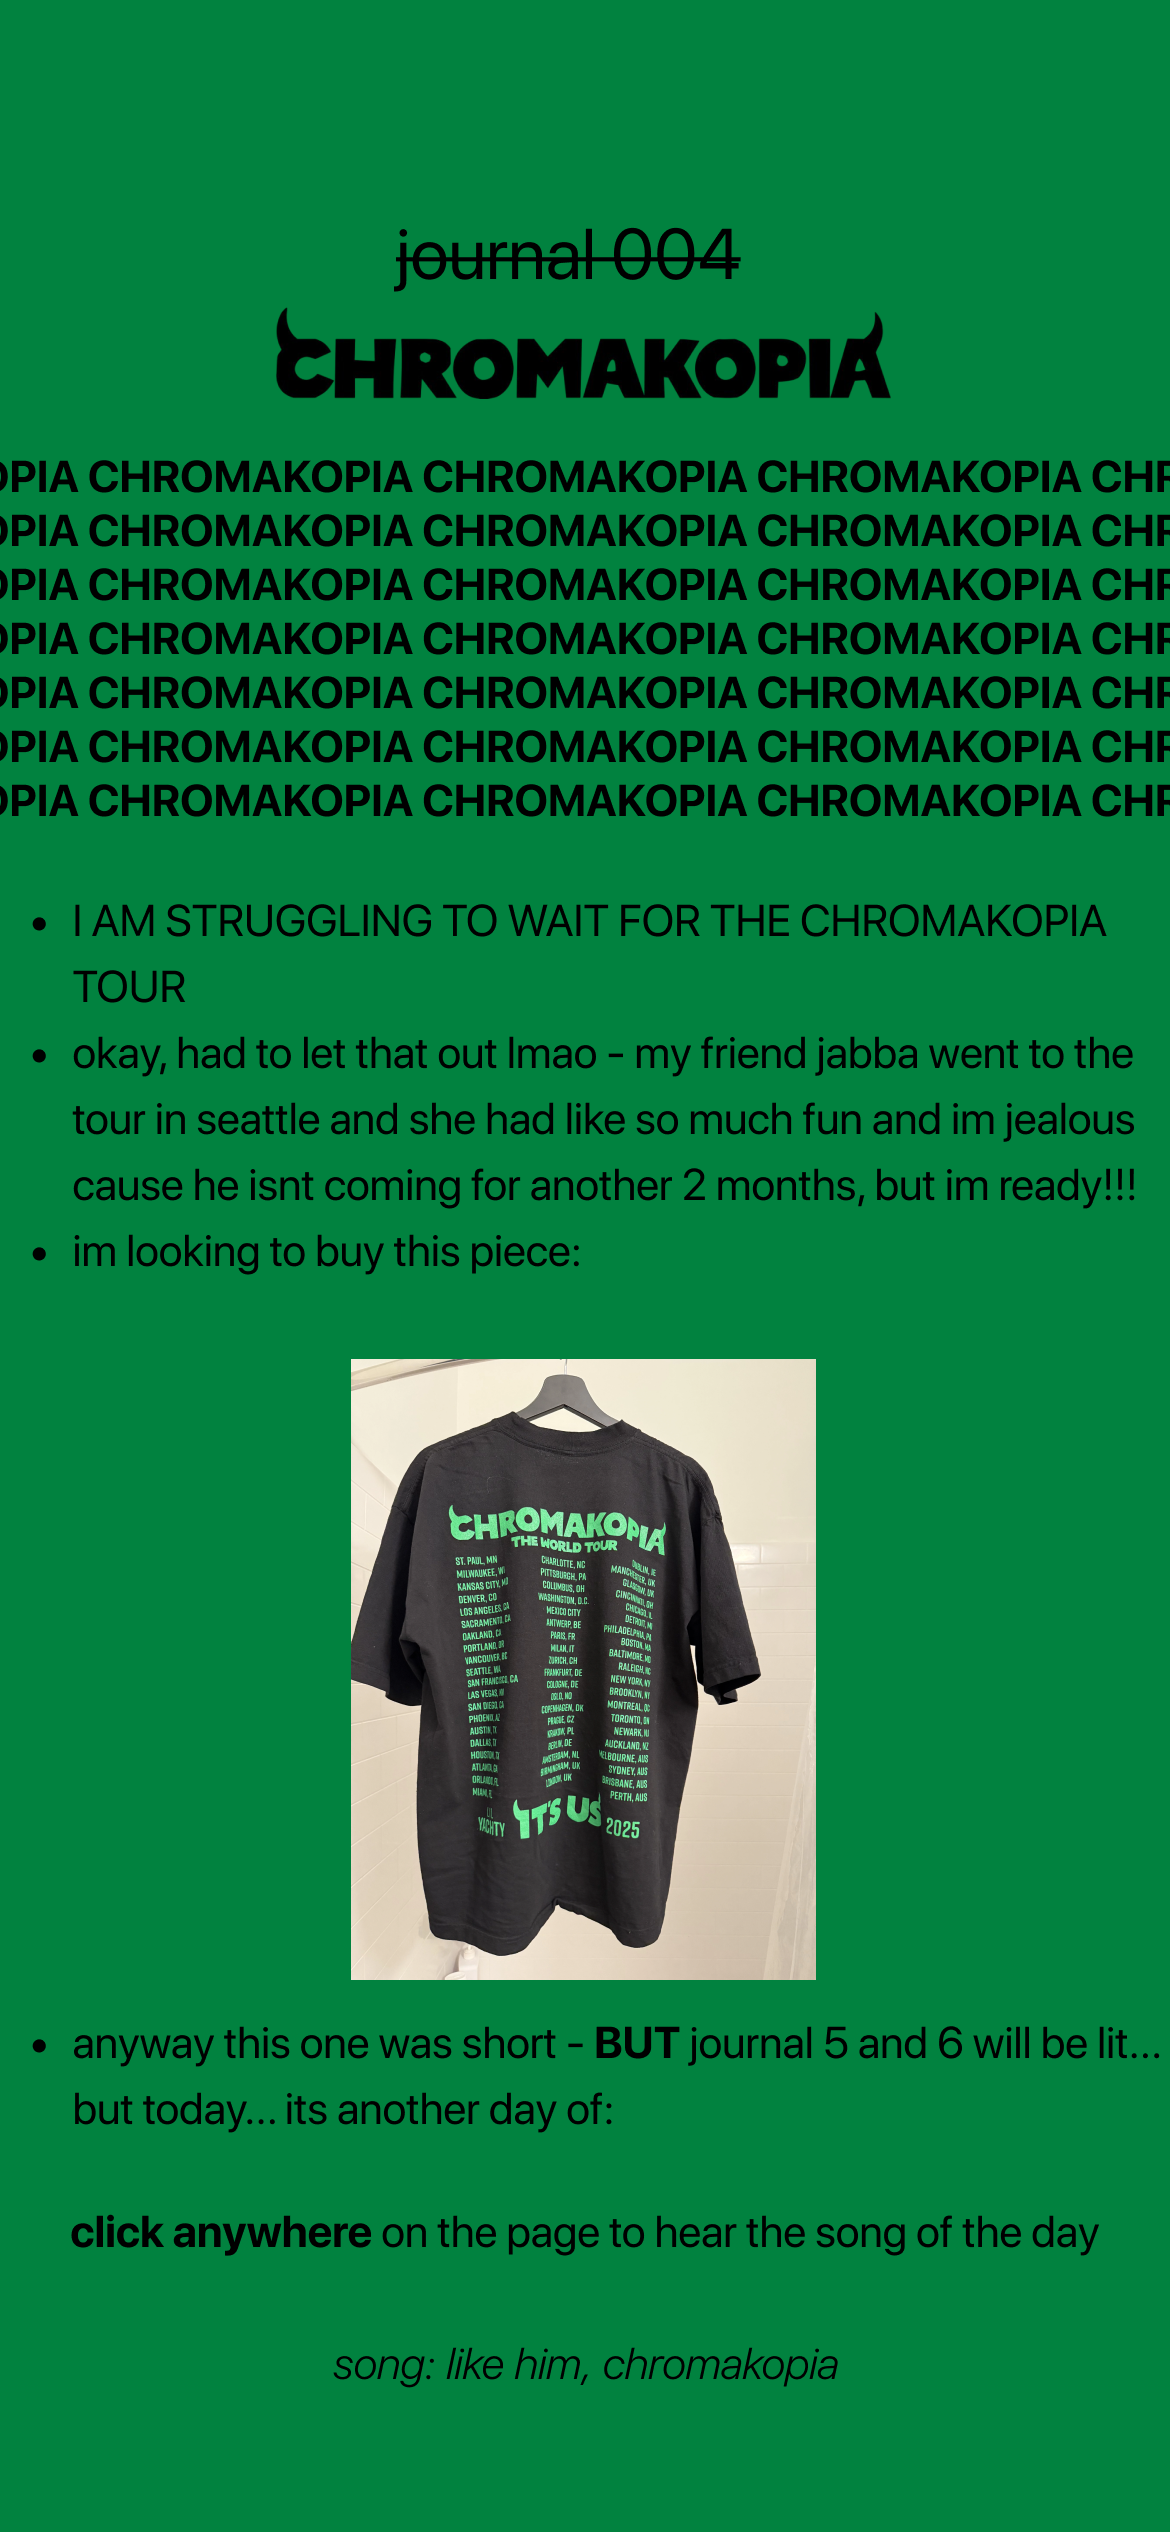 journal 004
CHROMAKOPIA
OPIA CHROMAKOPIA CHROMAKOPIA CHROMAKOPIA CHR
OPIA CHROMAKOPIA CHROMAKOPIA CHROMAKOPIA CHR
OPIA CHROMAKOPIA CHROMAKOPIA CHROMAKOPIA CHR
OPIA CHROMAKOPIA CHROMAKOPIA CHROMAKOPIA CHR
OPIA CHROMAKOPIA CHROMAKOPIA CHROMAKOPIA CHR
OPIA CHROMAKOPIA CHROMAKOPIA CHROMAKOPIA CHR
OPIA CHROMAKOPIA CHROMAKOPIA CHROMAKOPIA CHR
• I AM STRUGGLING TO WAIT FOR THE CHROMAKOPIA
TOUR
• okay, had to let that out lmao - my friend jabba went to the
tour in seattle and she had like so much fun and im jealous
cause he isnt coming for another 2 months, but im ready!!!
• im looking to buy this piece:
CHROMAKOPIA
THE WORLD TOUR
ST. PAUL, MN
MILWAUKEE, WI
KANSAS CITY, MO
DENVER, CO
LOS ANGELES, CA
SACRAMENTO, CA
OAKLAND, CA
PORTLAND, OR
VANCOUVER, BC
SEATTLE, WA
SAN FRANCISCO, CA
LAS VEGAS, NV
SAN DIEGO, CA
PHOENIX, AZ
AUSTIN, TX
DALLAS, TX
HOUSTON, TX
ATLANTA, GA
ORLANDO, FL
MIAMI, FL
CHARLOTTE, NC
PITTSBURGH, PA
COLUMBUS, OH
WASHINGTON, D.C.
MEXICO CITY
ANTWERP, BE
PARIS, FR
MILAN, IT
ZURICH, CH
FRANKFURT, DE
COLOGNE, DE
OSLO, NO
COPENHAGEN, DK
PRAGUE, CZ
KRAKOW, PL
BERLIN, DE
AMSTERDAM, NL
BIRMINGHAM, UK
LONDON, UK
DUBLIN, IE
MANCHESTER, UK
GLASGOW, UK
CINCINNATI, OH
CHICAGO, IL
DETROIT, MI
PHILADELPHIA, PA
BOSTON, MA
BALTIMORE, MD
RALEIGH, NC
NEW YORK, NY
BROOKLYN, NY
MONTREAL, QC
TORONTO, ON
NEWARK, NJ
AUCKLAND, NZ
MELBOURNE, AUS
SYDNEY, AUS
BRISBANE, AUS
PERTH, AUS
LIL
YACHTY
IT'S US
2025
• anyway this one was short - BUT journal 5 and 6 will be lit...
but today... its another day of:
click anywhere on the page to hear the song of the day
song: like him, chromakopia